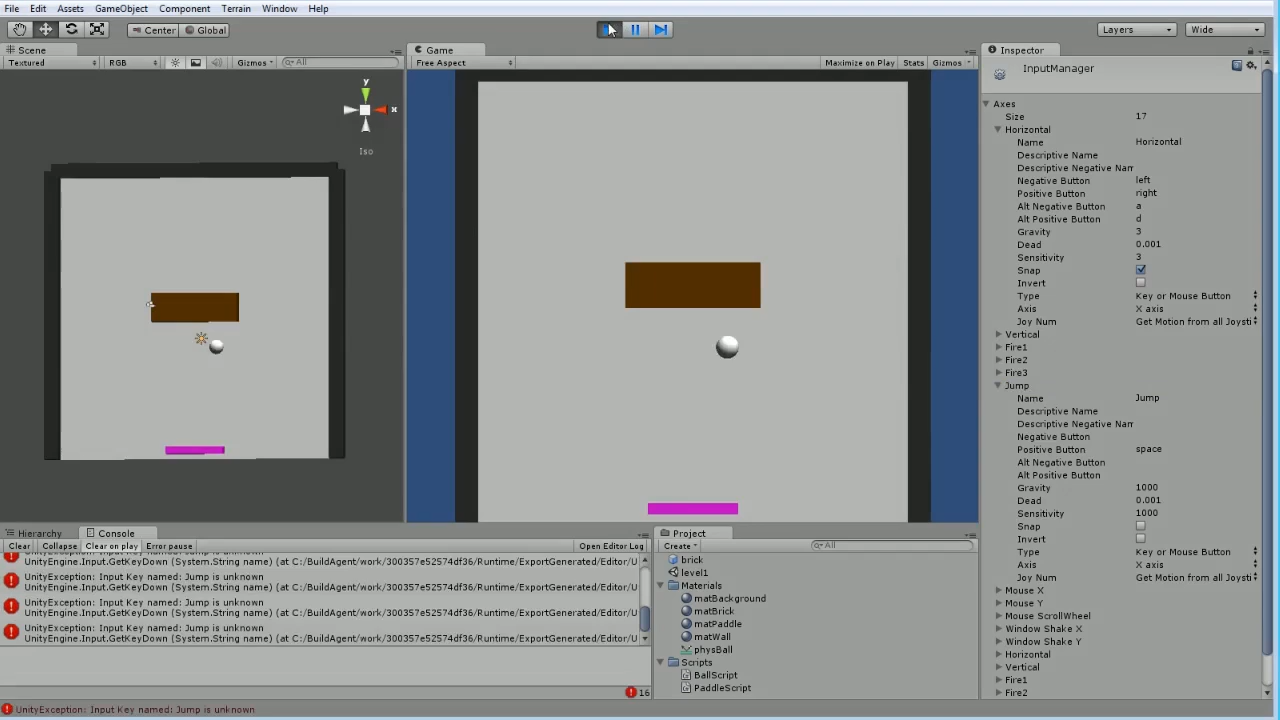 File Edit Assets GameObject Component Terrain Window Help
Center Global Layers Wide
Scene Game Inspector
Textured RGB Gizmos All Free Aspect Maximize on Play Stats Gizmos
InputManager
y
x
Iso
Axes
Size 17
Horizontal
Name Horizontal
Descriptive Name
Descriptive Negative Nam
Negative Button left
Positive Button right
Alt Negative Button a
Alt Positive Button d
Gravity 3
Dead 0.001
Sensitivity 3
Snap
Invert
Type Key or Mouse Button
Axis X axis
Joy Num Get Motion from all Joysti
Vertical
Fire1
Fire2
Fire3
Jump
Name Jump
Descriptive Name
Descriptive Negative Nam
Negative Button
Positive Button space
Alt Negative Button
Alt Positive Button
Gravity 1000
Dead 0.001
Sensitivity 1000
Snap
Invert
Type Key or Mouse Button
Axis X axis
Joy Num Get Motion from all Joysti
Mouse X
Mouse Y
Mouse ScrollWheel
Window Shake X
Window Shake Y
Horizontal
Vertical
Fire1
Fire2
Hierarchy Console
Clear Collapse Clear on play Error pause Open Editor Log
UnityException: Input Key named: Jump is unknown
UnityEngine.Input.GetKeyDown (System.String name) (at C:/BuildAgent/work/300357e52574df36/Runtime/ExportGenerated/Editor/U
UnityException: Input Key named: Jump is unknown
UnityEngine.Input.GetKeyDown (System.String name) (at C:/BuildAgent/work/300357e52574df36/Runtime/ExportGenerated/Editor/U
UnityException: Input Key named: Jump is unknown
UnityEngine.Input.GetKeyDown (System.String name) (at C:/BuildAgent/work/300357e52574df36/Runtime/ExportGenerated/Editor/U
UnityException: Input Key named: Jump is unknown
UnityEngine.Input.GetKeyDown (System.String name) (at C:/BuildAgent/work/300357e52574df36/Runtime/ExportGenerated/Editor/U
16
Project
Create All
brick
level1
Materials
matBackground
matBrick
matPaddle
matWall
physBall
Scripts
BallScript
PaddleScript
UnityException: Input Key named: Jump is unknown